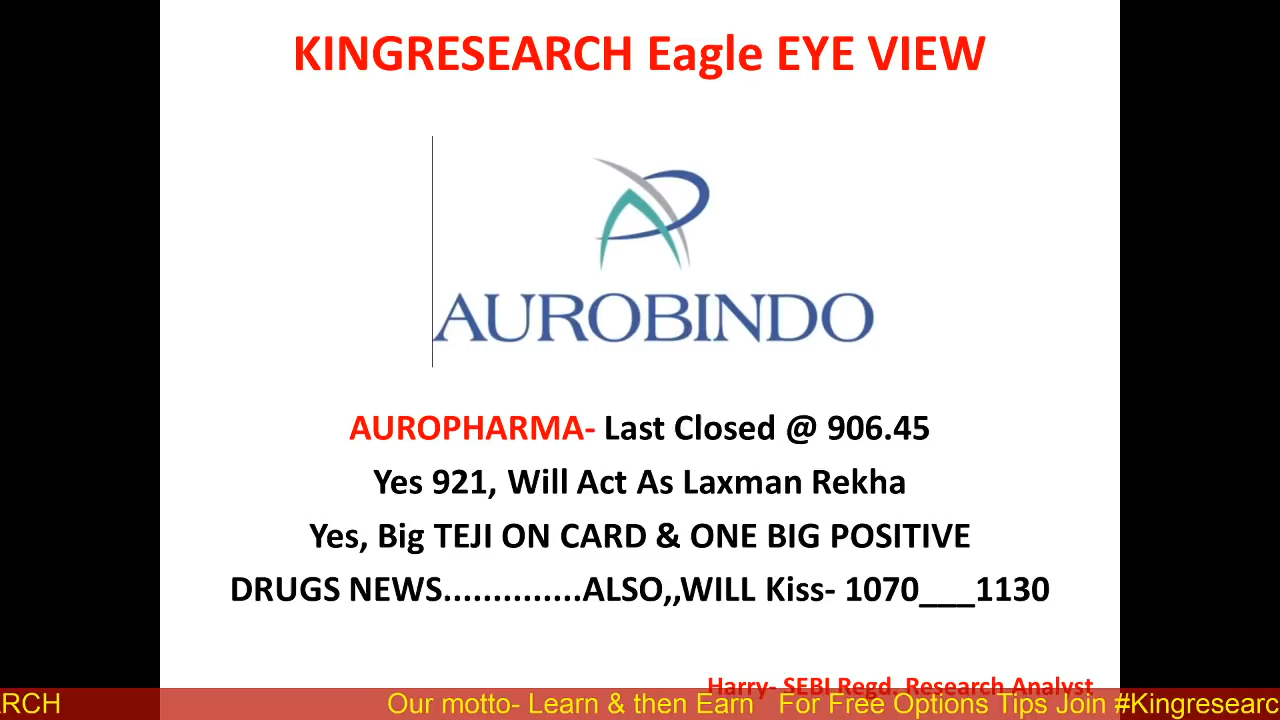 KINGRESEARCH Eagle EYE VIEW
AUROBINDO
AUROPHARMA- Last Closed @ 906.45
Yes 921, Will Act As Laxman Rekha
Yes, Big TEJI ON CARD & ONE BIG POSITIVE
DRUGS NEWS..............ALSO,,WILL Kiss- 1070___1130
Harry- SEBI Regd. Research Analyst
ARCH Our motto- Learn & then Earn For Free Options Tips Join #Kingresearc